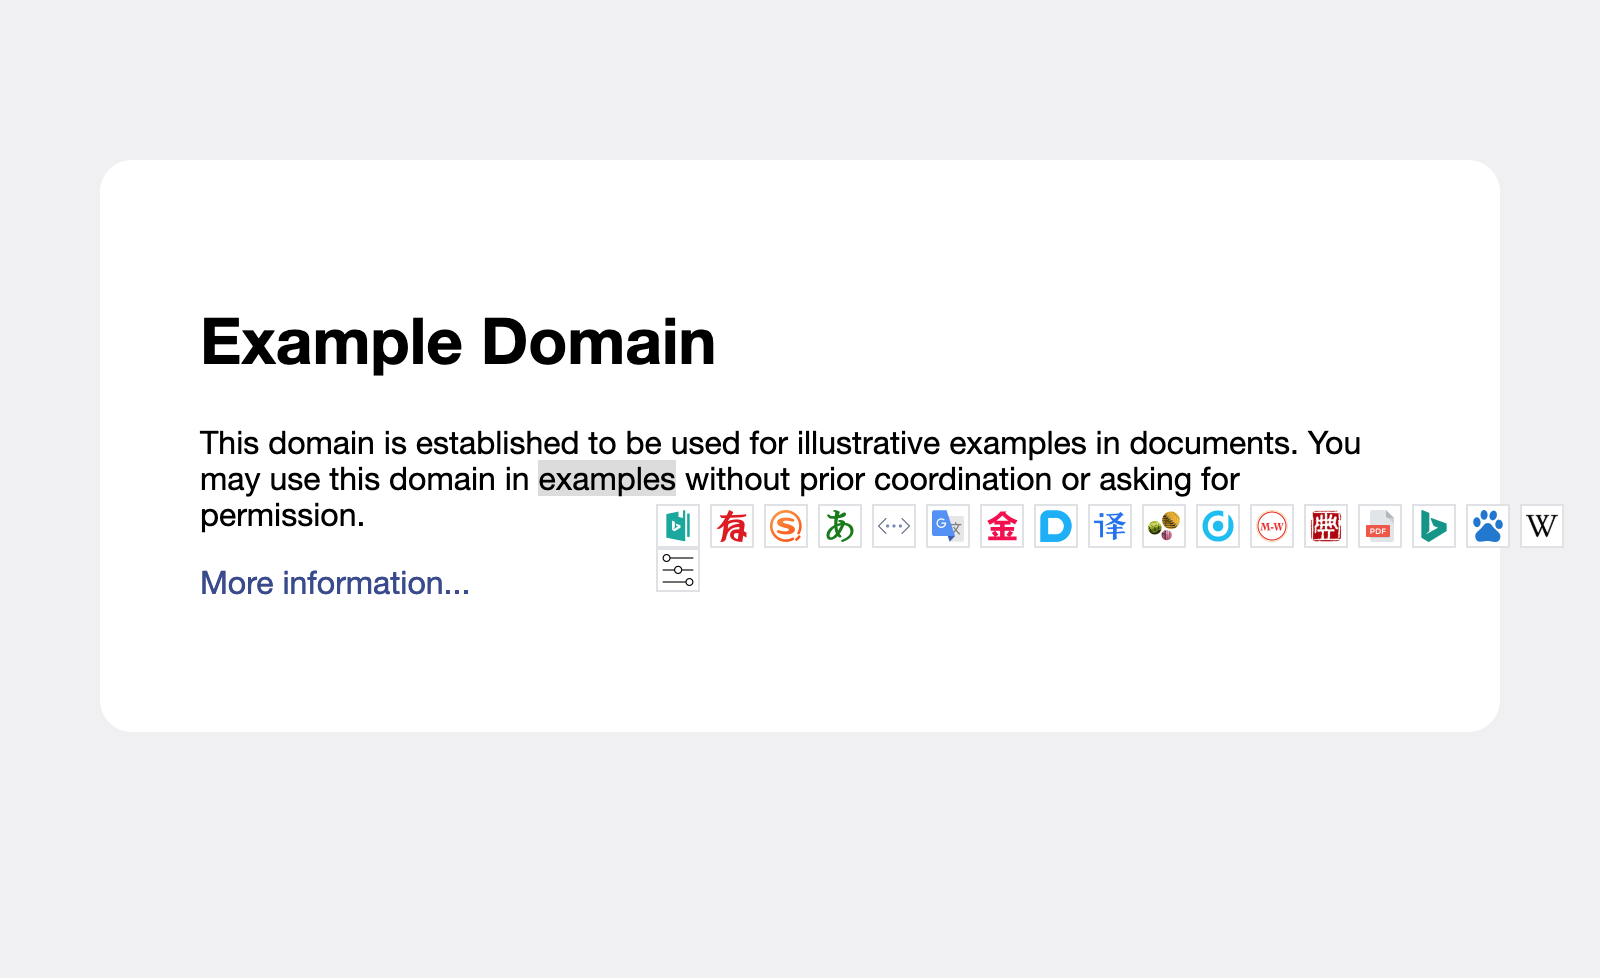 Example Domain
This domain is established to be used for illustrative examples in documents. You
may use this domain in examples without prior coordination or asking for
permission.
有 S あ <···> G 文 金 D 译 M-W PDF b W
More information...